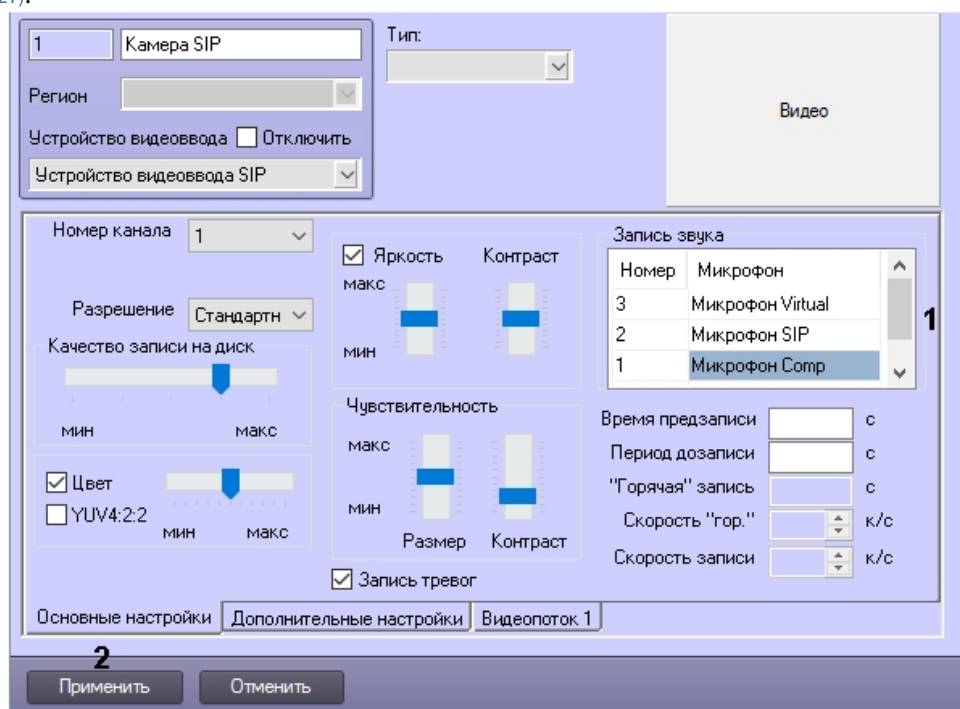 27).
1
Камера SIP
Тип:
Регион
Видео
Устройство видеоввода Отключить
Устройство видеоввода SIP
Номер канала 1
Разрешение Стандартн
Качество записи на диск
мин макс
Цвет
YUV4:2:2
мин макс
Яркость Контраст
макс
мин
Чувствительность
макс
мин
Размер Контраст
Запись тревог
Запись звука
Номер Микрофон
3 Микрофон Virtual
2 Микрофон SIP
1 Микрофон Comp
1
Время предзаписи с
Период дозаписи с
"Горячая" запись с
Скорость "гор." к/с
Скорость записи к/с
Основные настройки Дополнительные настройки Видеопоток 1
2
Применить Отменить